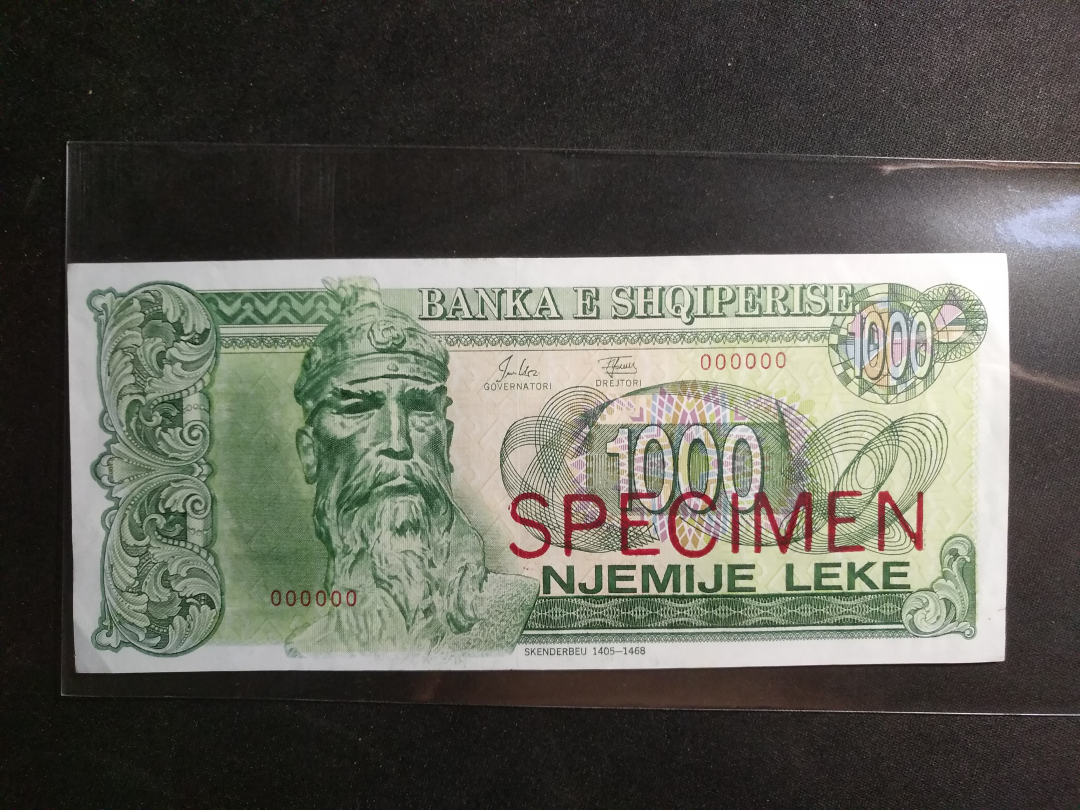 BANKA E SHQIPERISE
1000
GOVERNATORI
DREJTORI
000000
1000
SPECIMEN
NJEMIJE LEKE
000000
SKENDERBEU 1405—1468